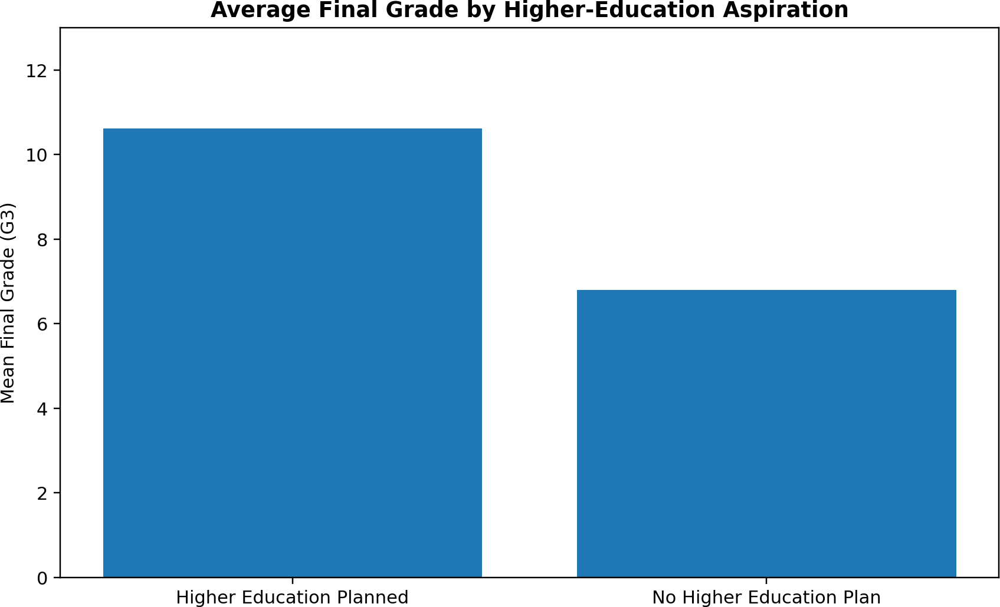 Average Final Grade by Higher-Education Aspiration
Mean Final Grade (G3)
12
10
8
6
4
2
0
Higher Education Planned
No Higher Education Plan